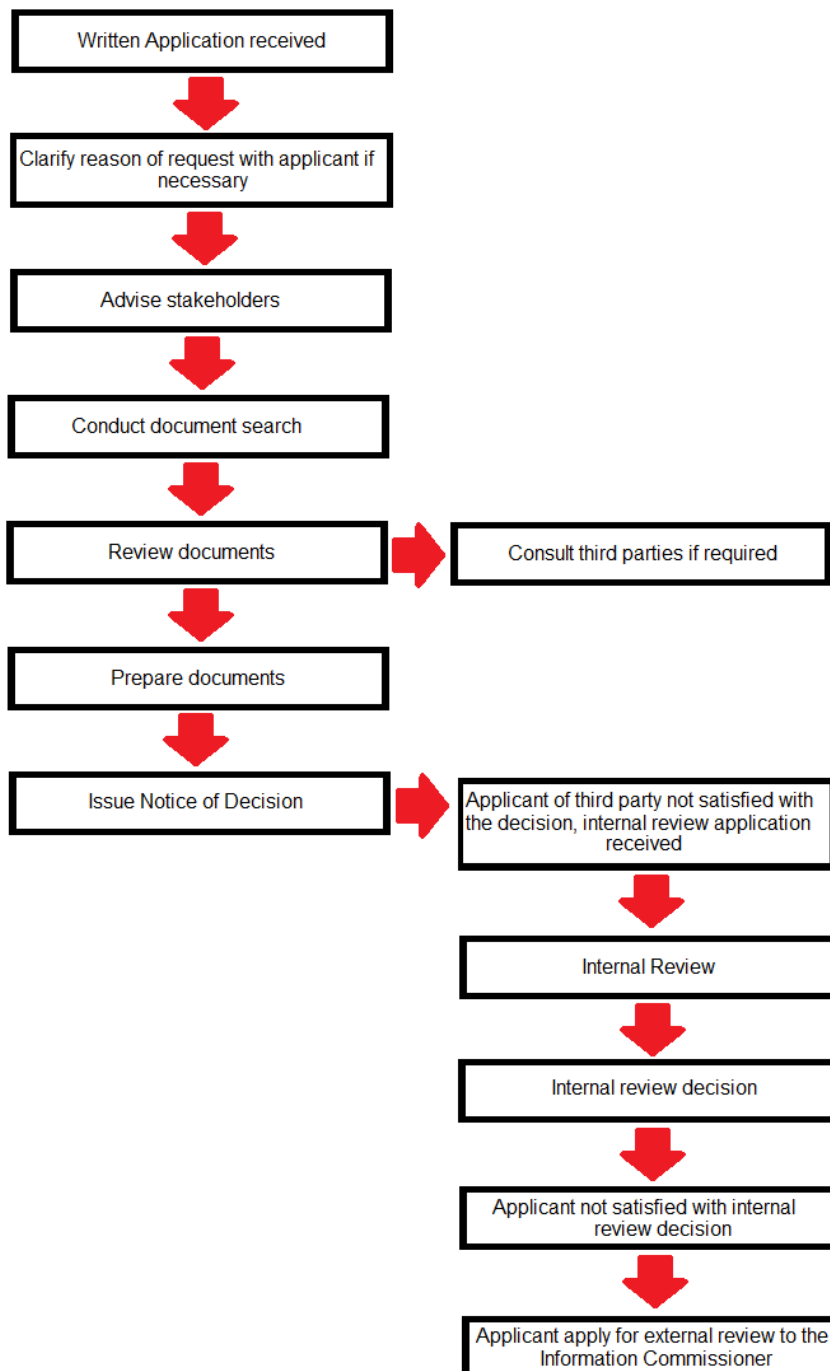 Written Application received
Clarify reason of request with applicant if
necessary
Advise stakeholders
Conduct document search
Review documents
Consult third parties if required
Prepare documents
Issue Notice of Decision
Applicant of third party not satisfied with
the decision, internal review application
received
Internal Review
Internal review decision
Applicant not satisfied with internal
review decision
Applicant apply for external review to the
Information Commissioner